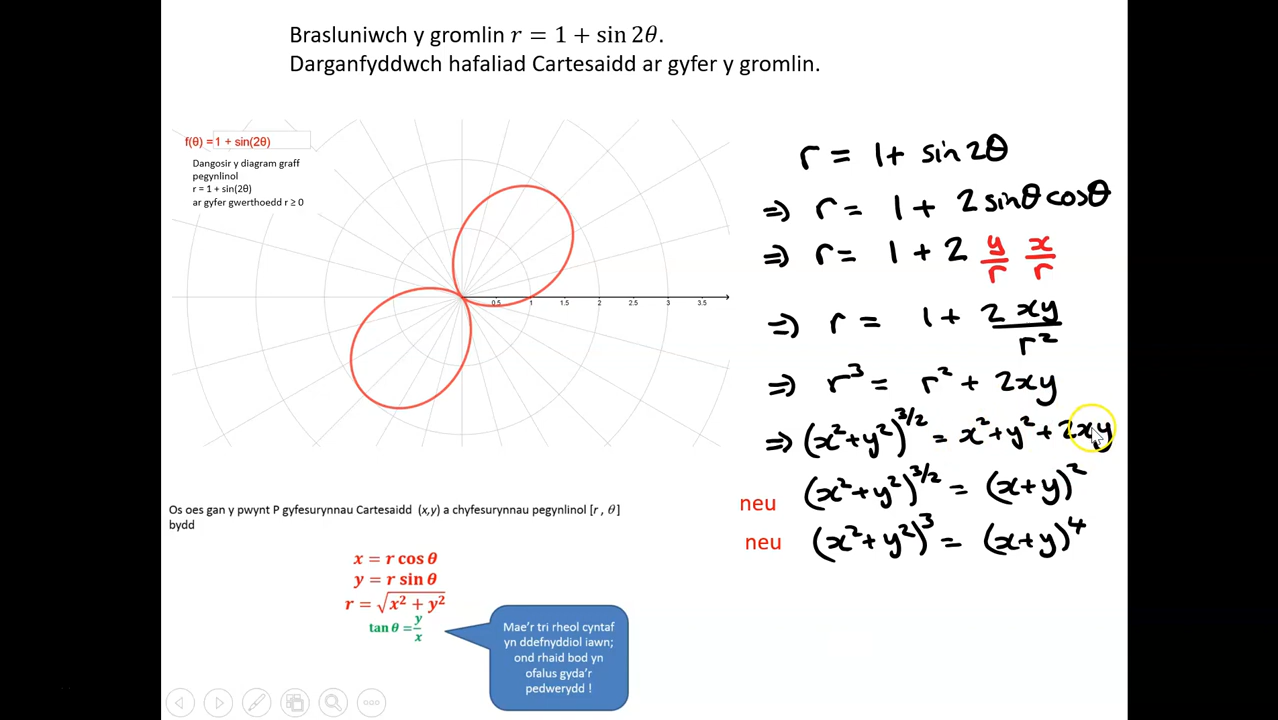 Brasluniwch y gromlin r = 1 + sin 2θ.
Darganfyddwch hafaliad Cartesaidd ar gyfer y gromlin.
f(θ) = 1 + sin(2θ)
Dangosir y diagram graff
pegynlinol
r = 1 + sin(2θ)
ar gyfer gwerthoedd r ≥ 0
0.5 1 1.5 2 2.5 3 3.5
Os oes gan y pwynt P gyfesurynnau Cartesaidd (x,y) a chyfesurynnau pegynlinol [r , θ]
bydd
x = r cos θ
y = r sin θ
r = √(x² + y²)
tan θ = y/x
Mae'r tri rheol cyntaf
yn ddefnyddiol iawn;
ond rhaid bod yn
ofalus gyda'r
pedwerydd !
r = 1 + sin 2θ
⇒ r = 1 + 2 sinθ cosθ
⇒ r = 1 + 2 y/r x/r
⇒ r = 1 + 2xy/r²
⇒ r³ = r² + 2xy
⇒ (x²+y²)^3/2 = x²+y²+2xy
neu (x²+y²)^3/2 = (x+y)²
neu (x²+y²)³ = (x+y)⁴